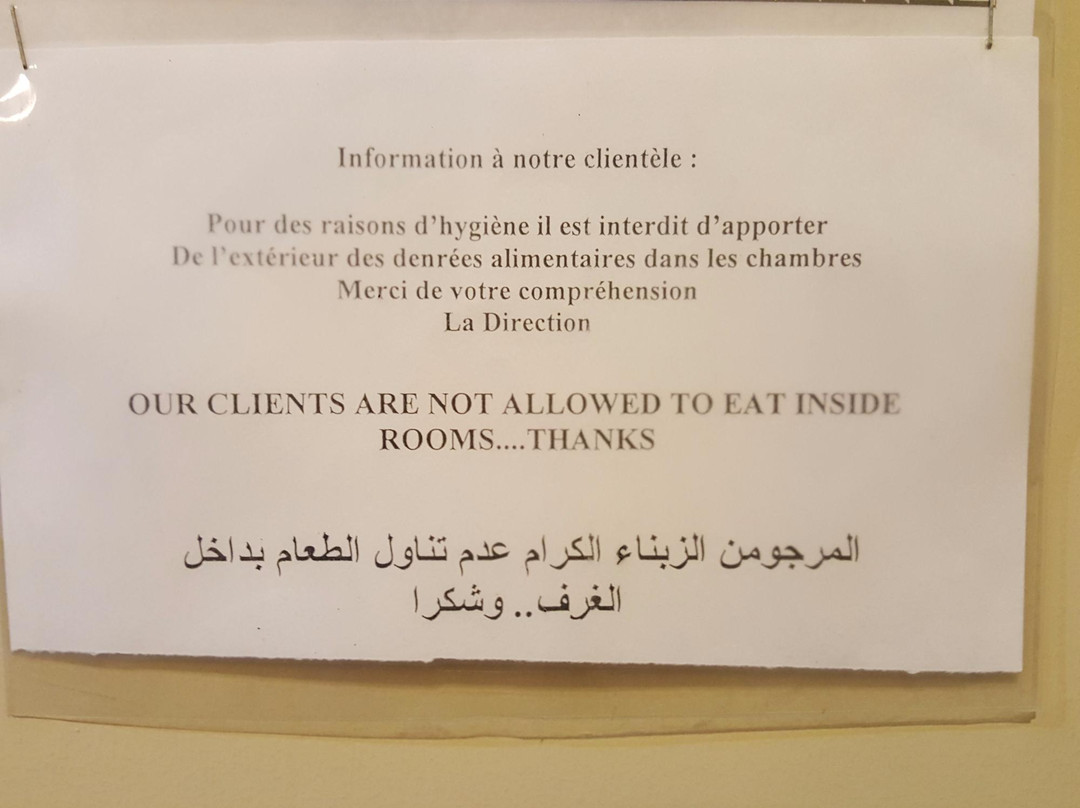 Information à notre clientèle :
Pour des raisons d'hygiène il est interdit d'apporter
De l'extérieur des denrées alimentaires dans les chambres
Merci de votre compréhension
La Direction
OUR CLIENTS ARE NOT ALLOWED TO EAT INSIDE
ROOMS....THANKS
المرجومن الزبناء الكرام عدم تناول الطعام بداخل
الغرف.. وشكرا